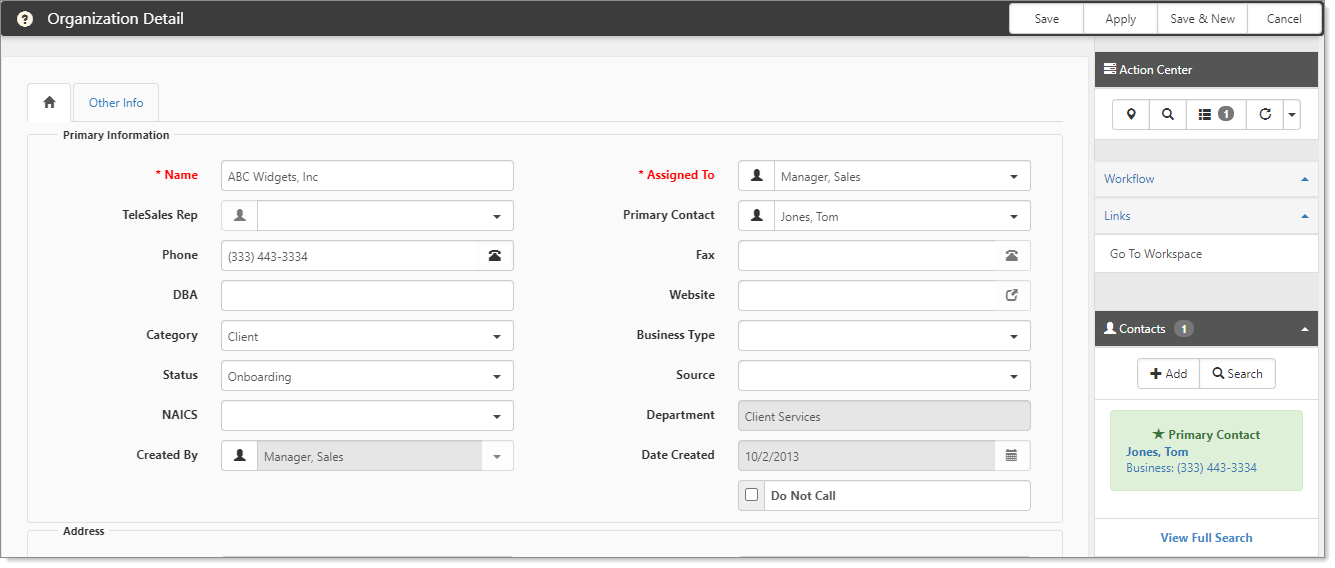 ? Organization Detail
Save Apply Save & New Cancel
Action Center
1
Other Info
Primary Information
* Name ABC Widgets, Inc * Assigned To Manager, Sales
TeleSales Rep Primary Contact Jones, Tom
Phone (333) 443-3334 Fax
DBA Website
Category Client Business Type
Status Onboarding Source
NAICS Department Client Services
Created By Manager, Sales Date Created 10/2/2013
Do Not Call
Address
Workflow
Links
Go To Workspace
Contacts 1
Add Search
★ Primary Contact
Jones, Tom
Business: (333) 443-3334
View Full Search